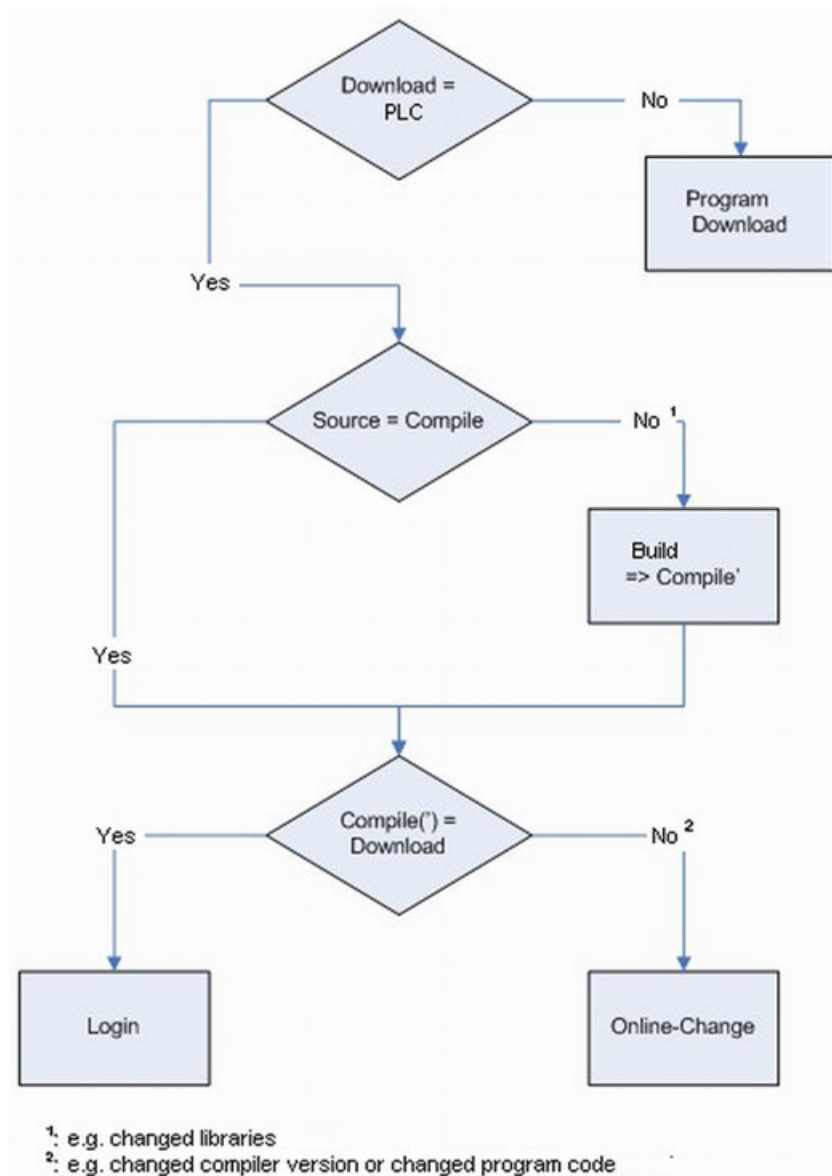 Download =
PLC
No
Program
Download
Yes
Source = Compile
No ¹
Build
=> Compile'
Yes
Compile(') =
Download
Yes
No ²
Login
Online-Change
¹: e.g. changed libraries
²: e.g. changed compiler version or changed program code